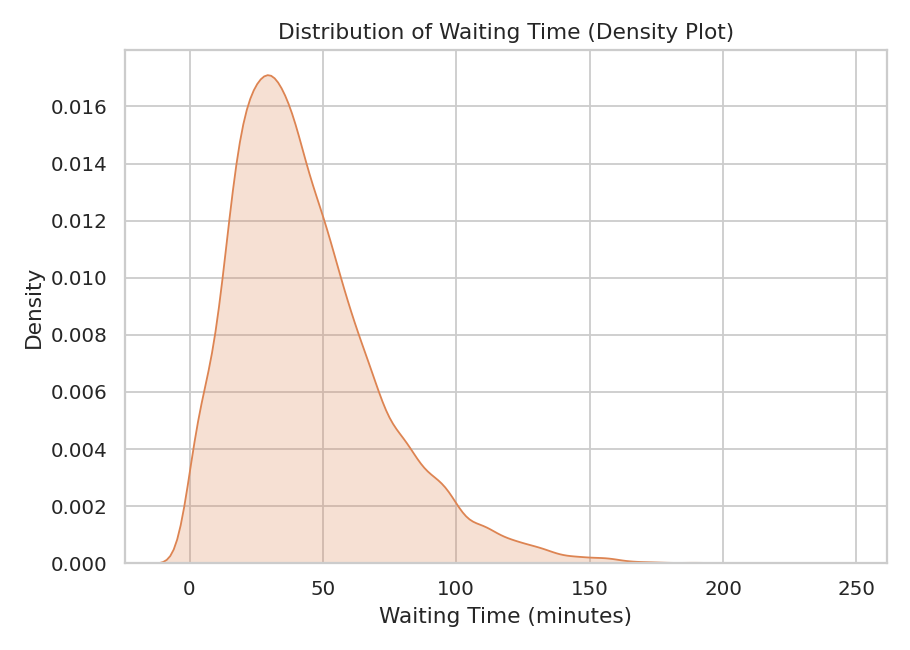 Distribution of Waiting Time (Density Plot)
Density
0.016
0.014
0.012
0.010
0.008
0.006
0.004
0.002
0.000
0 50 100 150 200 250
Waiting Time (minutes)